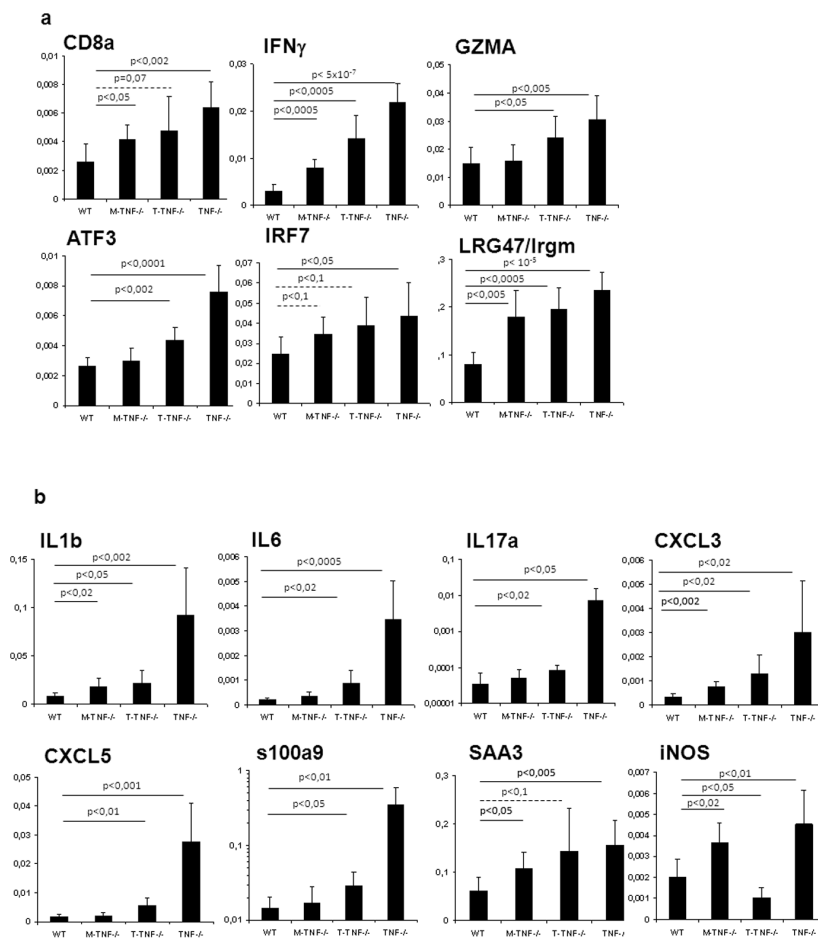 a
CD8a
0,01
0,008
0,006
0,004
0,002
0
p<0,002
p=0,07
p<0,05
WT M-TNF-/- T-TNF-/- TNF-/-
IFNγ
0,03
0,02
0,01
0
p< 5x10-7
p<0,0005
p<0,0005
WT M-TNF-/- T-TNF-/- TNF-/-
GZMA
0,05
0,04
0,03
0,02
0,01
0
p<0,005
p<0,05
WT M-TNF-/- T-TNF-/- TNF-/-
ATF3
0,01
0,008
0,006
0,004
0,002
0
p<0,0001
p<0,002
WT M-TNF-/- T-TNF-/- TNF-/-
IRF7
0,08
0,07
0,06
0,05
0,04
0,03
0,02
0,01
0
p<0,05
p<0,1
p<0,1
WT M-TNF-/- T-TNF-/- TNF-/-
LRG47/Irgm
,3
,2
0,1
0
p< 10-5
p<0,0005
p<0,005
WT M-TNF-/- T-TNF-/- TNF-/-
b
IL1b
0,15
0,1
0,05
0
p<0,002
p<0,05
p<0,02
WT M-TNF-/- T-TNF-/- TNF-/-
IL6
0,006
0,005
0,004
0,003
0,002
0,001
0
p<0,0005
p<0,02
WT M-TNF-/- T-TNF-/- TNF-/-
IL17a
0,1
0,01
0,001
0,0001
0,00001
p<0,05
p<0,02
WT M-TNF-/- T-TNF-/- TNF-/-
CXCL3
0,006
0,005
0,004
0,003
0,002
0,001
0
p<0,02
p<0,02
p<0,002
WT M-TNF-/- T-TNF-/- TNF-/-
CXCL5
0,05
0,04
0,03
0,02
0,01
0
p<0,001
p<0,01
WT M-TNF-/- T-TNF-/- TNF-/-
s100a9
1
0,1
0,01
p<0,01
p<0,05
WT M-TNF-/- T-TNF-/- TNF-/-
SAA3
0,3
0,2
0,1
0
p<0,005
p<0,1
p<0,05
WT M-TNF-/- T-TNF-/- TNF-/-
iNOS
0,007
0,006
0,005
0,004
0,003
0,002
0,001
0
p<0,01
p<0,05
p<0,02
WT M-TNF-/- T-TNF-/- TNF-/-